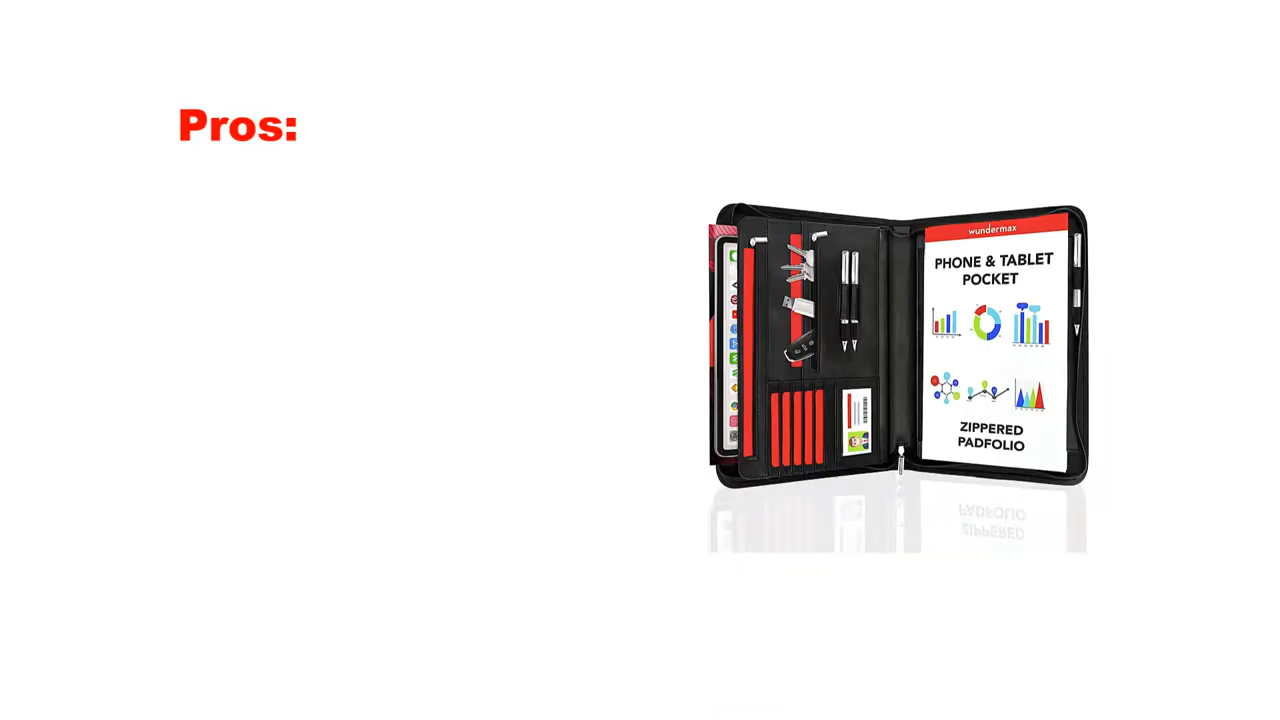 Pros:
wundermax
PHONE & TABLET
POCKET
ZIPPERED
PADFOLIO